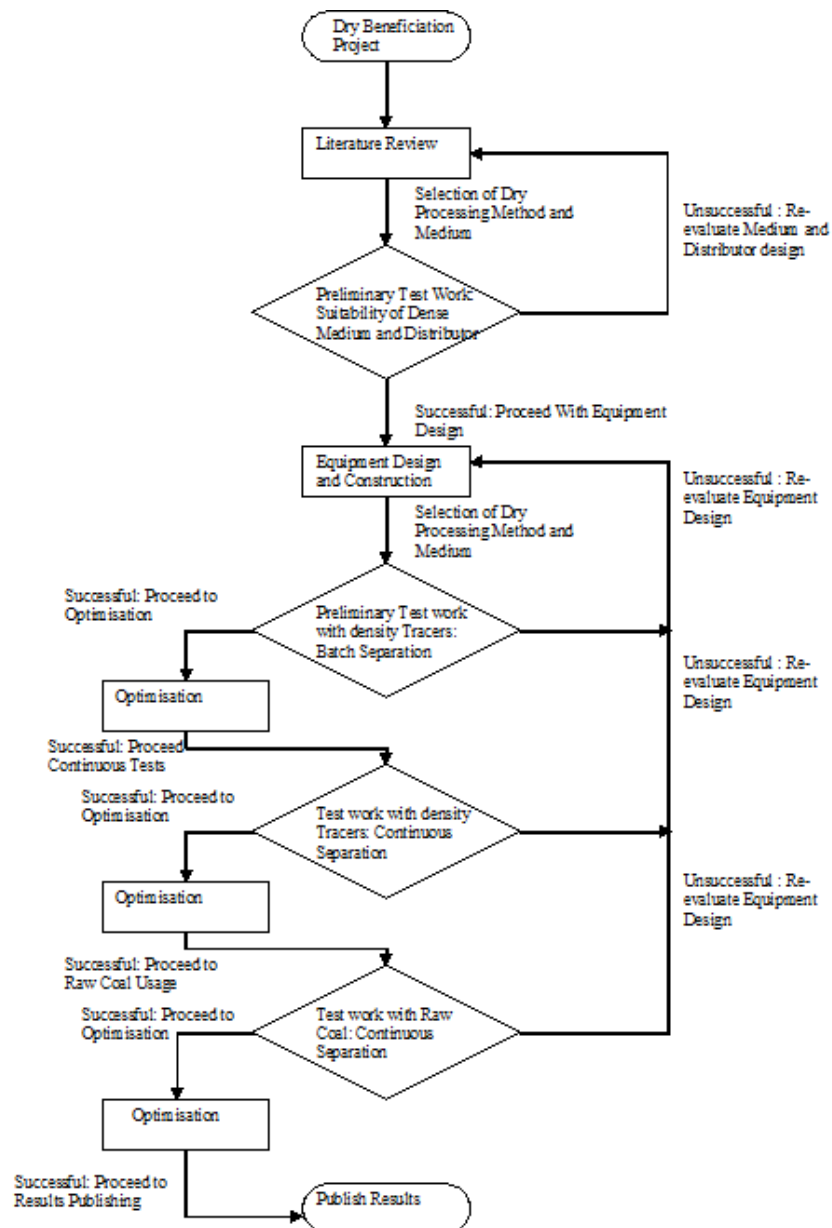 Dry Beneficiation
Project
Literature Review
Selection of Dry
Processing Method and
Medium
Unsuccessful : Re-
evaluate Medium and
Distributor design
Preliminary Test Work:
Suitability of Dense
Medium and Distributor
Successful: Proceed With Equipment
Design
Equipment Design
and Construction
Unsuccessful : Re-
evaluate Equipment
Design
Selection of Dry
Processing Method and
Medium
Successful: Proceed to
Optimisation
Preliminary Test work
with density Tracers:
Batch Separation
Unsuccessful : Re-
evaluate Equipment
Design
Optimisation
Successful: Proceed
Continuous Tests
Successful: Proceed to
Optimisation
Test work with density
Tracers: Continuous
Separation
Unsuccessful : Re-
evaluate Equipment
Design
Optimisation
Successful: Proceed to
Raw Coal Usage
Successful: Proceed to
Optimisation
Test work with Raw
Coal: Continuous
Separation
Optimisation
Successful: Proceed to
Results Publishing
Publish Results